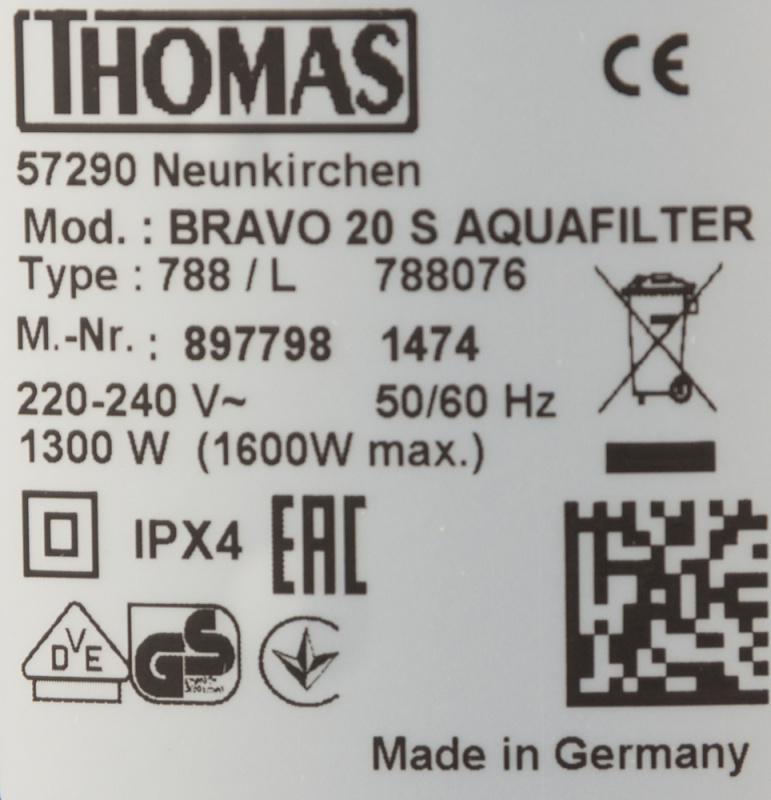 THOMAS
CE
57290 Neunkirchen
Mod. : BRAVO 20 S AQUAFILTER
Type : 788 / L 788076
M.-Nr. : 897798 1474
220-240 V~ 50/60 Hz
1300 W (1600W max.)
IPX4 EAC
DVE GS
Made in Germany